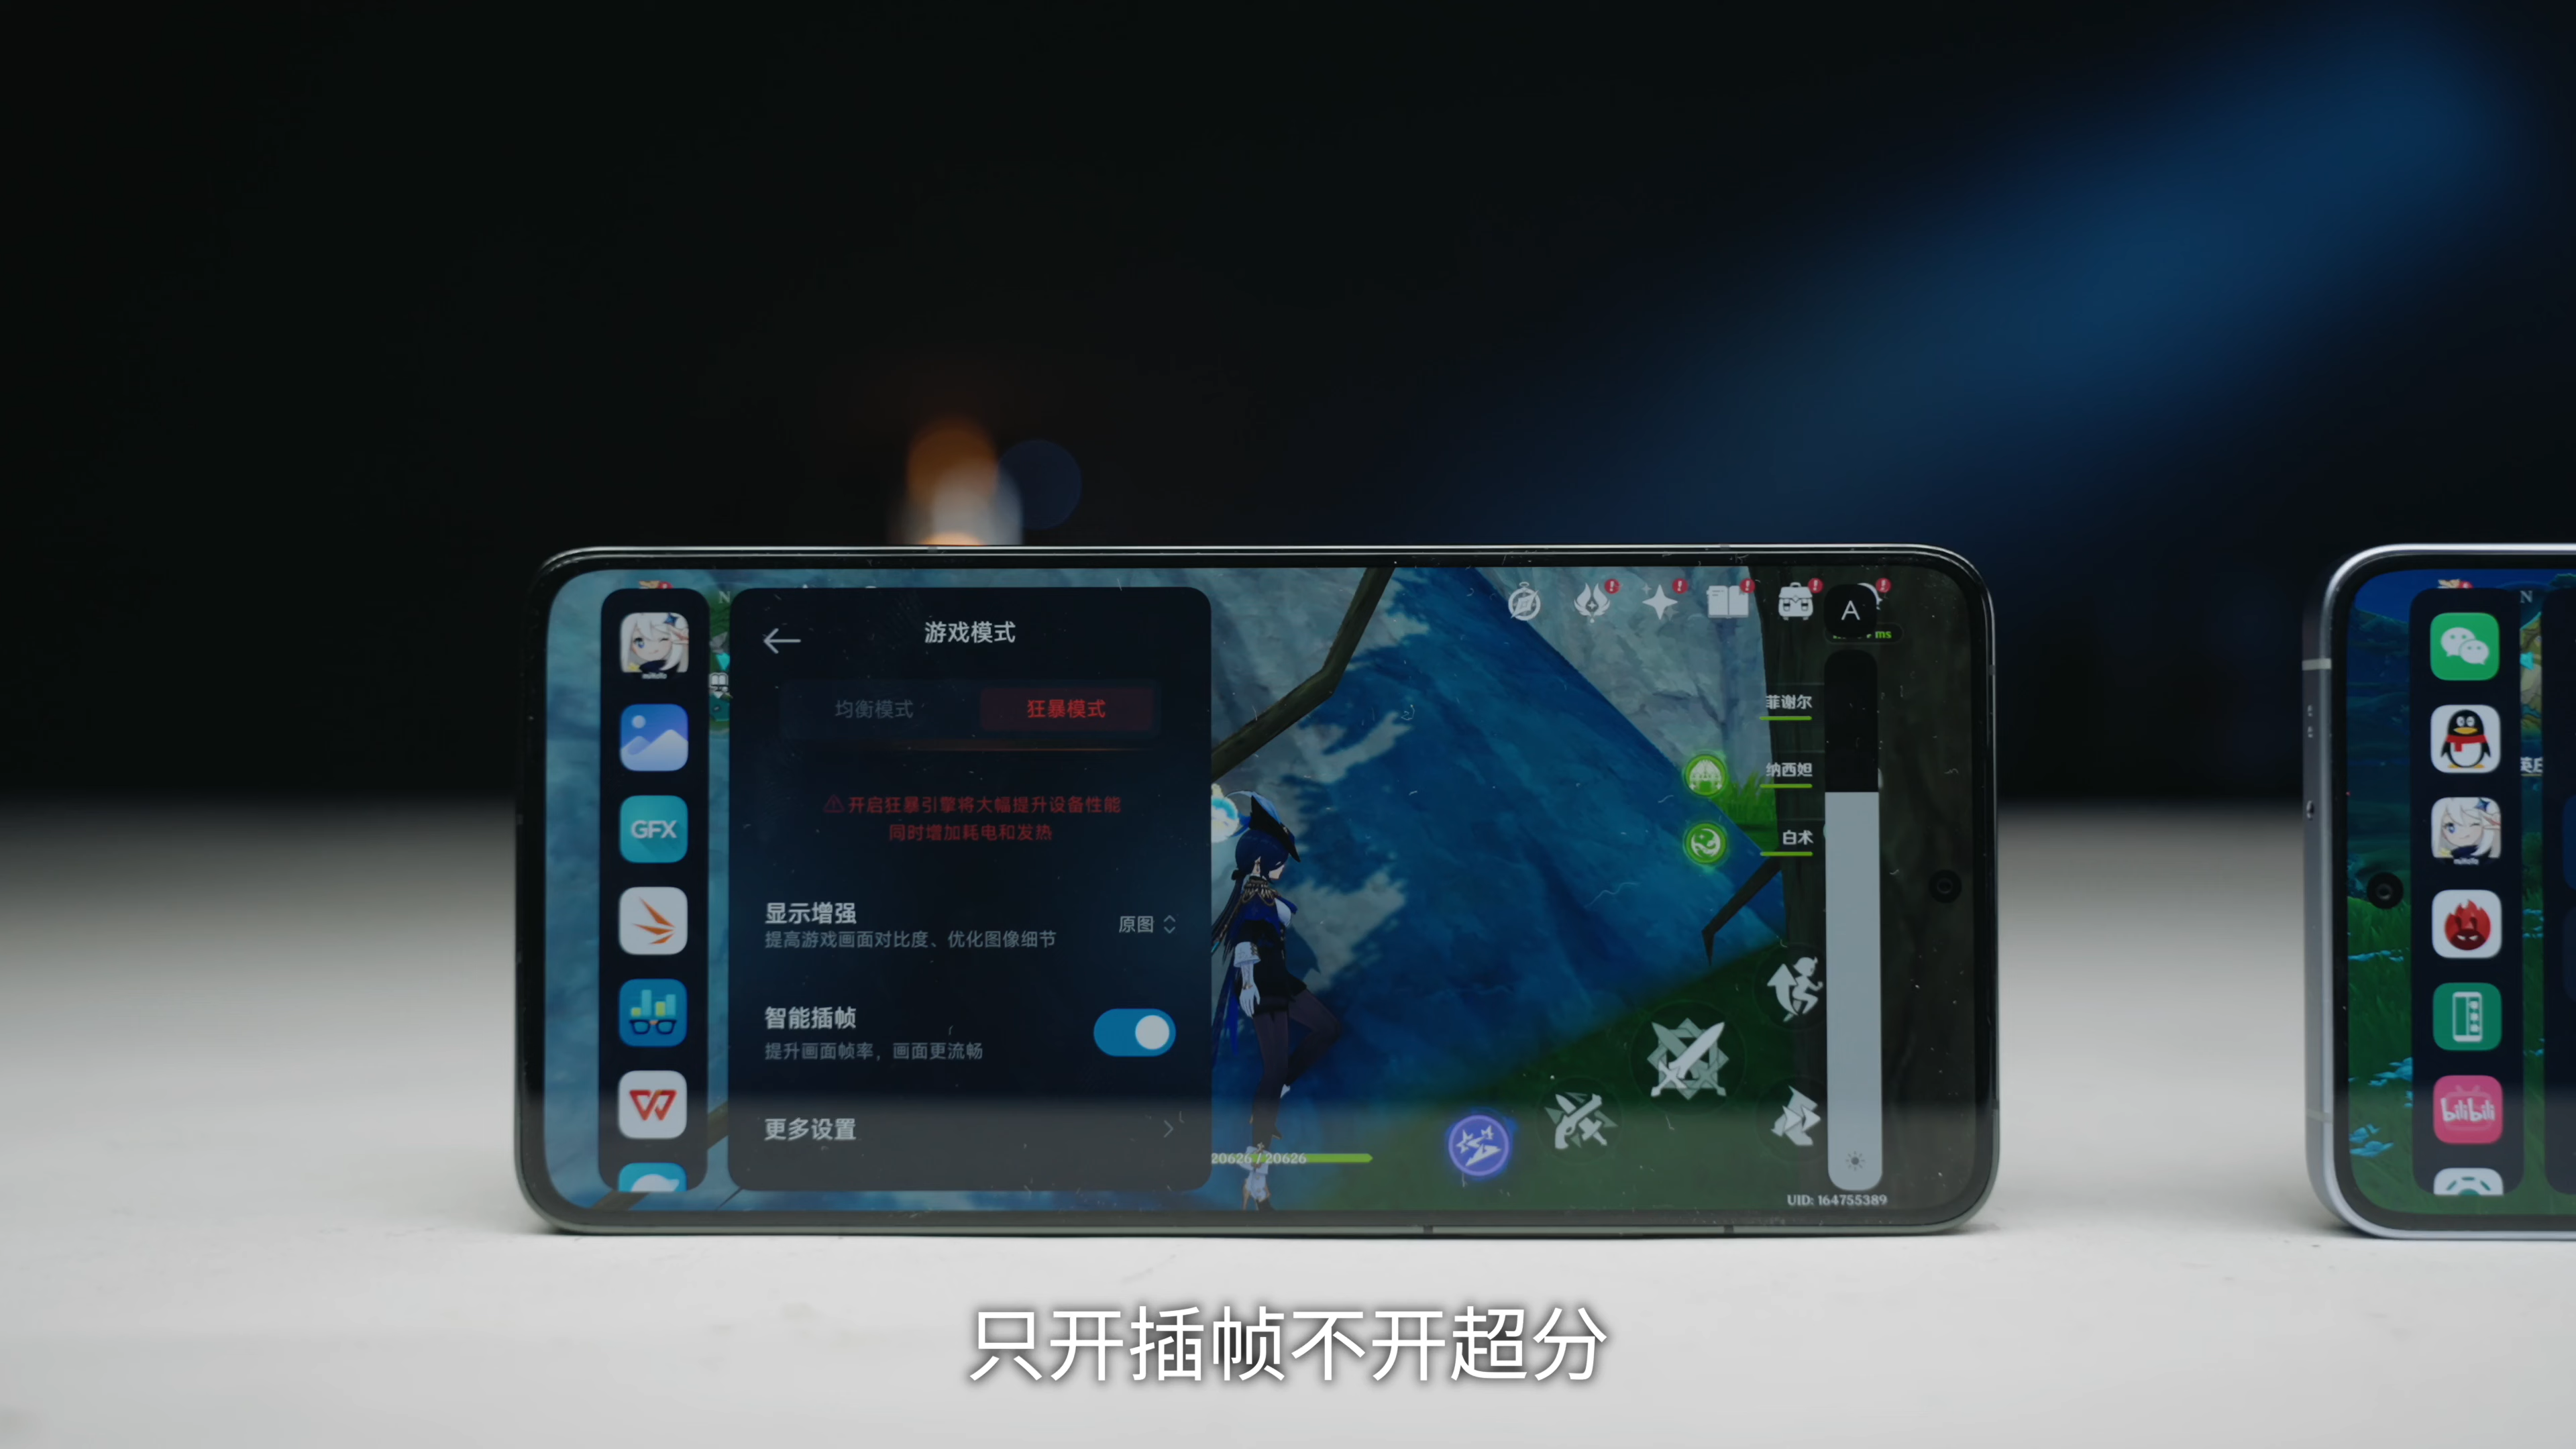 N
游戏模式
均衡模式
狂暴模式
开启狂暴引擎将大幅提升设备性能
同时增加耗电和发热
显示增强
提高游戏画面对比度、优化图像细节
原图
智能插帧
提升画面帧率，画面更流畅
更多设置
GFX
A
ms
菲谢尔
纳西妲
白术
20626 / 20626
UID: 164755389
N
bilibili
只开插帧不开超分